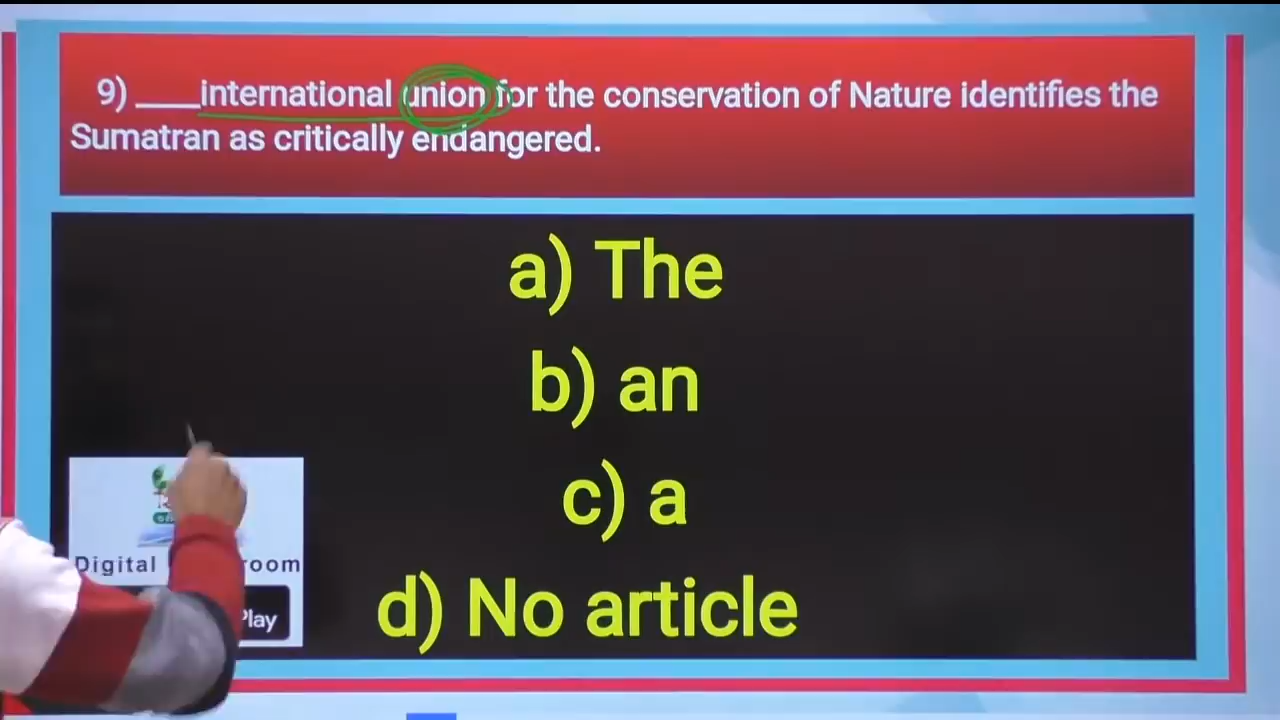 9) ____international union for the conservation of Nature identifies the
Sumatran as critically endangered.
a) The
b) an
c) a
d) No article
Digital
room
Play